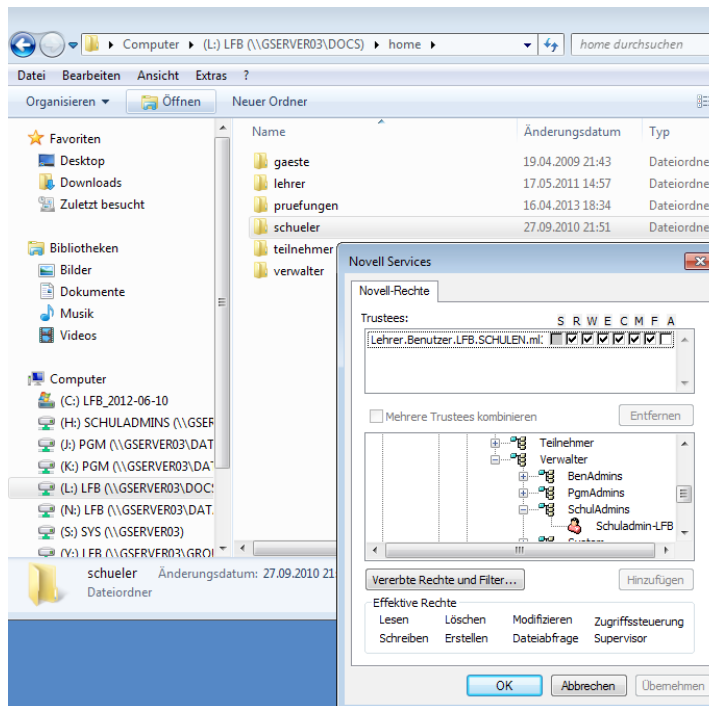 Computer ▸ (L:) LFB (\\GSERVER03\DOCS) ▸ home ▸
home durchsuchen
Datei Bearbeiten Ansicht Extras ?
Organisieren Öffnen Neuer Ordner
Favoriten
Desktop
Downloads
Zuletzt besucht
Bibliotheken
Bilder
Dokumente
Musik
Videos
Computer
(C:) LFB_2012-06-10
(H:) SCHULADMINS (\\GSER
(J:) PGM (\\GSERVER03\DAT
(K:) PGM (\\GSERVER03\DA
(L:) LFB (\\GSERVER03\DOC
(N:) LFB (\\GSERVER03\DAT.
(S:) SYS (\\GSERVER03)
(Y:) LFB (\\GSERVER03\GRO
Name Änderungsdatum Typ
gaeste 19.04.2009 21:43 Dateiordne
lehrer 17.05.2011 14:57 Dateiordne
pruefungen 16.04.2013 18:34 Dateiordne
schueler 27.09.2010 21:51 Dateiordne
teilnehmer
verwalter
schueler Änderungsdatum: 27.09.2010 21:
Dateiordner
Novell Services
Novell-Rechte
Trustees: S R W E C M F A
Lehrer.Benutzer.LFB.SCHULEN.ml:
Mehrere Trustees kombinieren Entfernen
Teilnehmer
Verwalter
BenAdmins
PgmAdmins
SchulAdmins
Schuladmin-LFB
System
Vererbte Rechte und Filter... Hinzufügen
Effektive Rechte
Lesen Löschen Modifizieren Zugriffssteuerung
Schreiben Erstellen Dateiabfrage Supervisor
OK Abbrechen Übernehmen